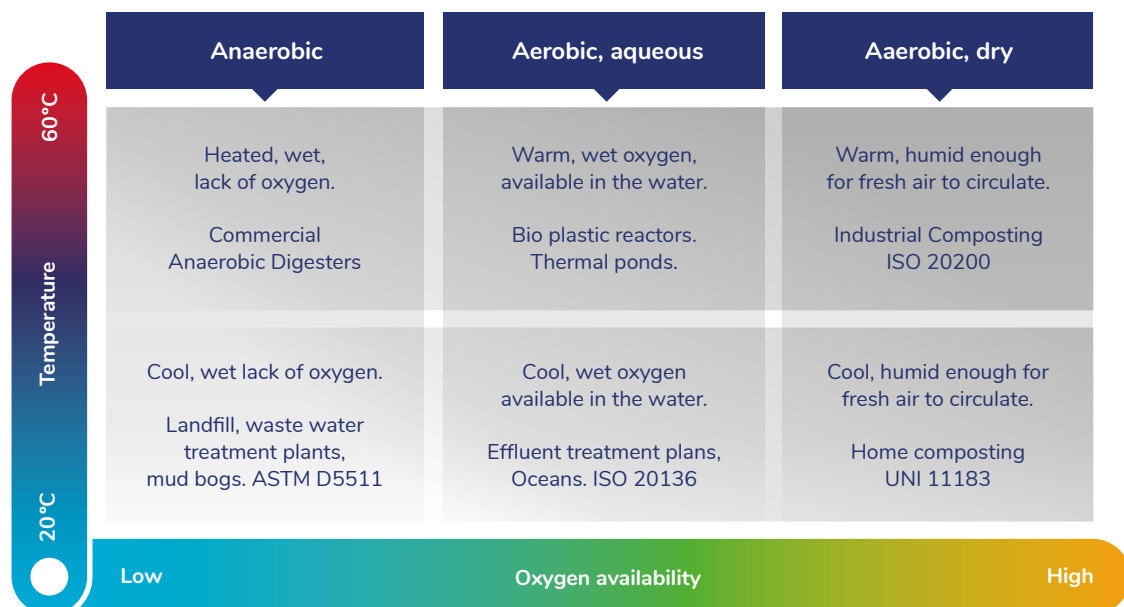 Anaerobic
Aerobic, aqueous
Aaerobic, dry
60°C
Temperature
20°C
Heated, wet,
lack of oxygen.
Commercial
Anaerobic Digesters
Warm, wet oxygen,
available in the water.
Bio plastic reactors.
Thermal ponds.
Warm, humid enough
for fresh air to circulate.
Industrial Composting
ISO 20200
Cool, wet lack of oxygen.
Landfill, waste water
treatment plants,
mud bogs. ASTM D5511
Cool, wet oxygen
available in the water.
Effluent treatment plans,
Oceans. ISO 20136
Cool, humid enough for
fresh air to circulate.
Home composting
UNI 11183
Low
Oxygen availability
High